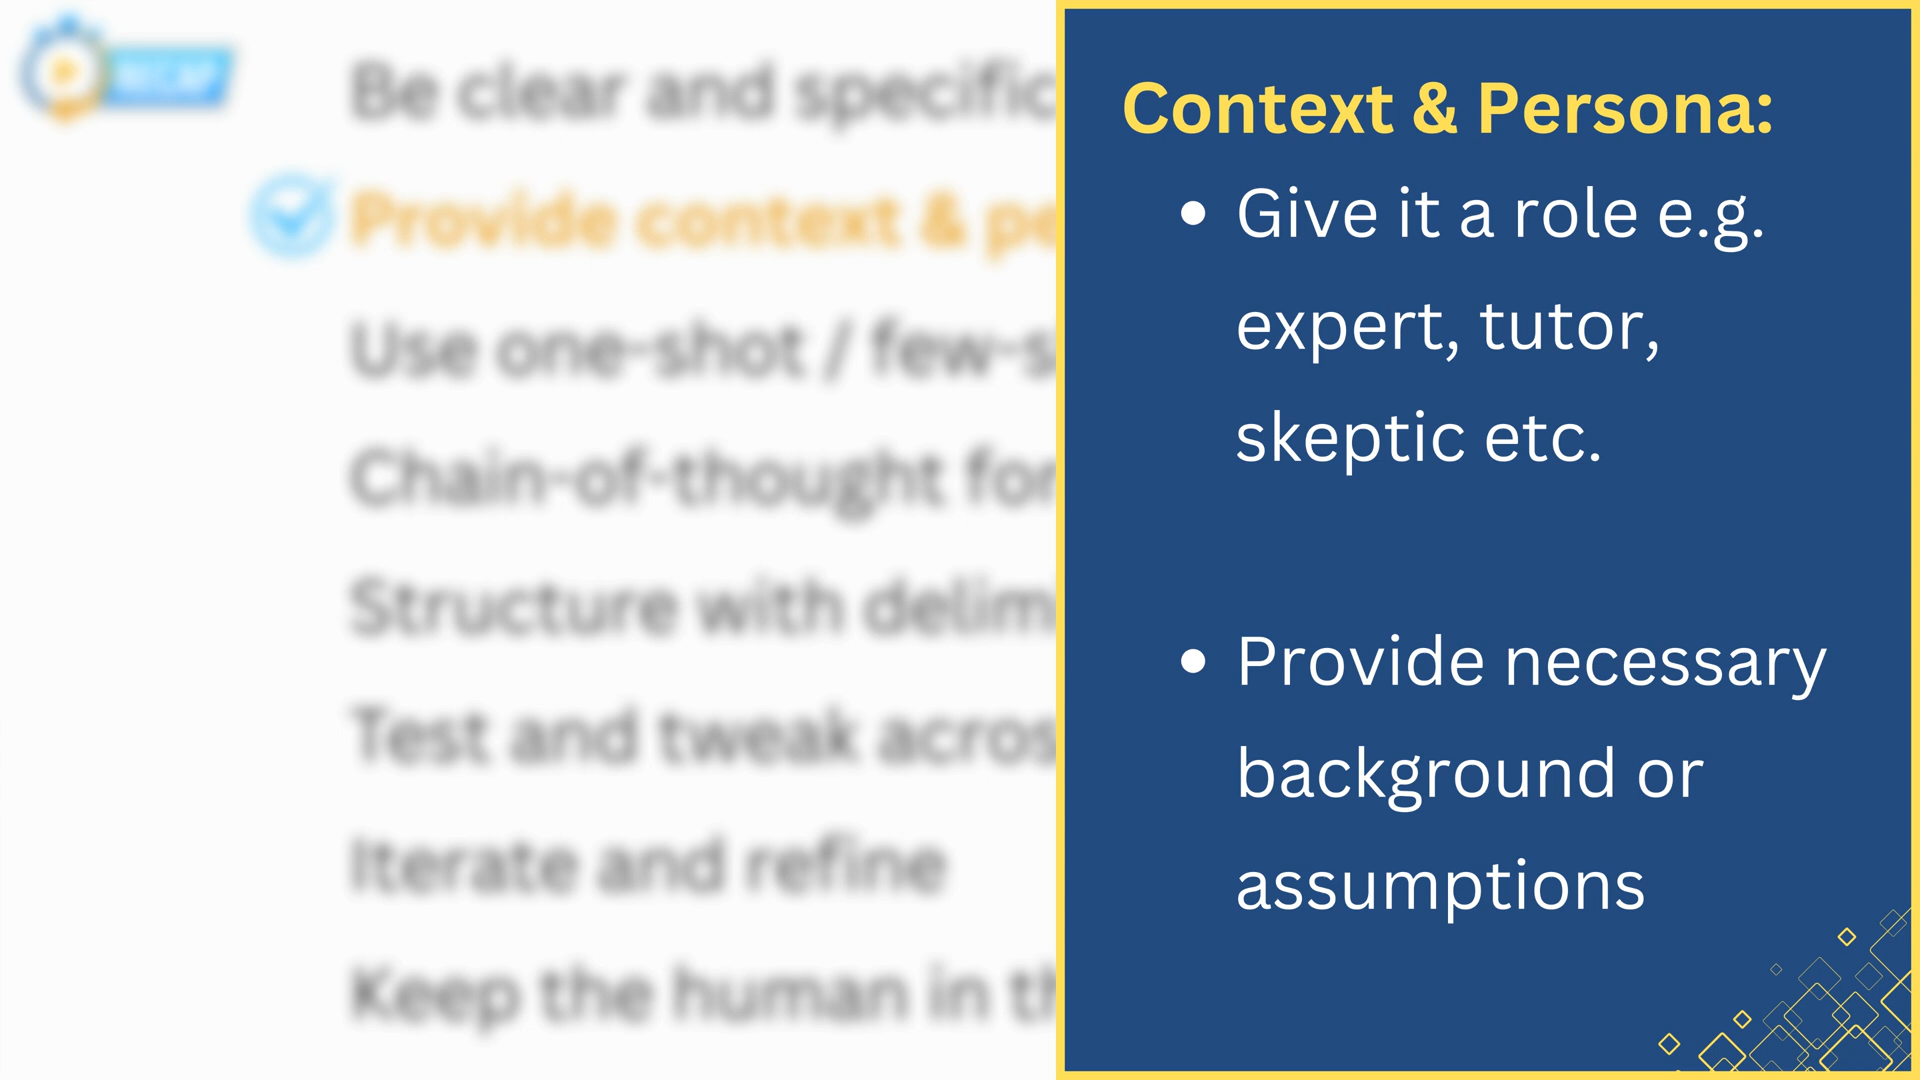 RECAP
Be clear and specific
Provide context & pe
Use one-shot / few-s
Chain-of-thought for
Structure with delim
Test and tweak acros
Iterate and refine
Keep the human in th
Context & Persona:
• Give it a role e.g.
expert, tutor,
skeptic etc.
• Provide necessary
background or
assumptions